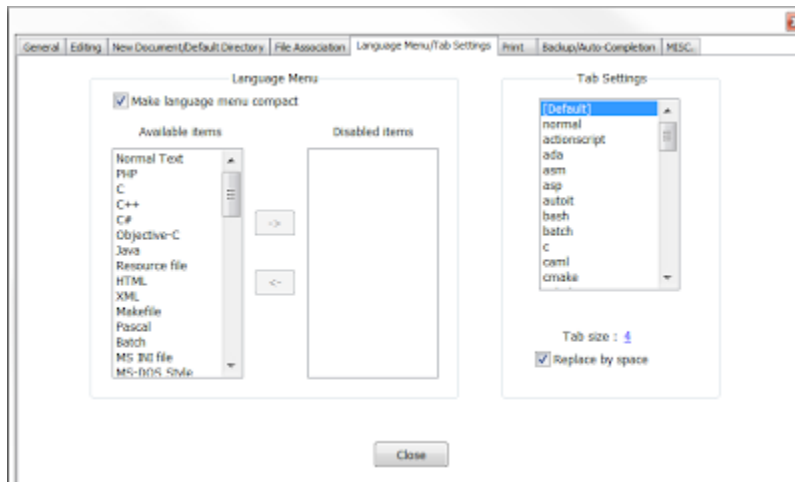 General Editing New Document/Default Directory File Association Language Menu/Tab Settings Print Backup/Auto-Completion MISC.
Language Menu
Make language menu compact
Available items Disabled items
Normal Text
PHP
C
C++
C#
Objective-C
Java
Resource file
HTML
XML
Makefile
Pascal
Batch
MS INI file
MS-DOS Style
->
<-
Tab Settings
[Default]
normal
actionscript
ada
asm
asp
autoit
bash
batch
c
caml
cmake
Tab size : 4
Replace by space
Close